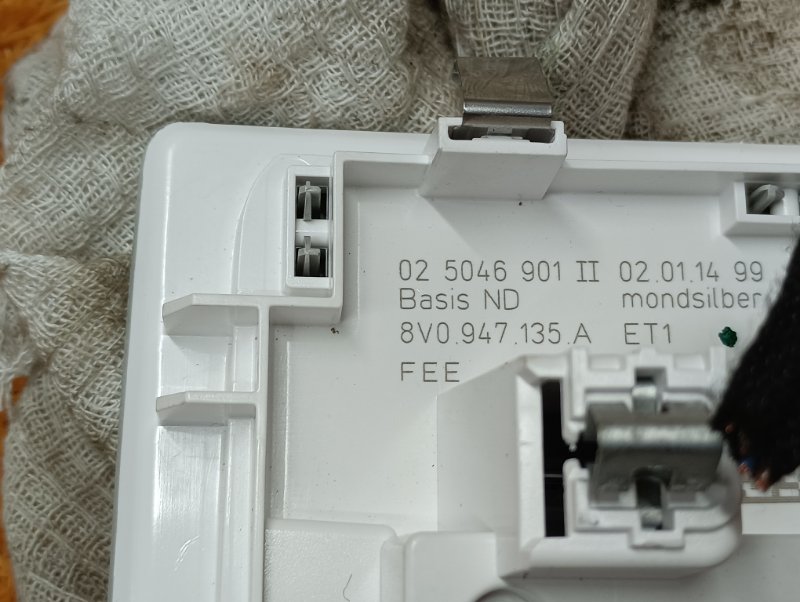 02 5046 901 II 02.01.14 99
Basis ND mondsilber
8V0.947.135.A ET1
FEE